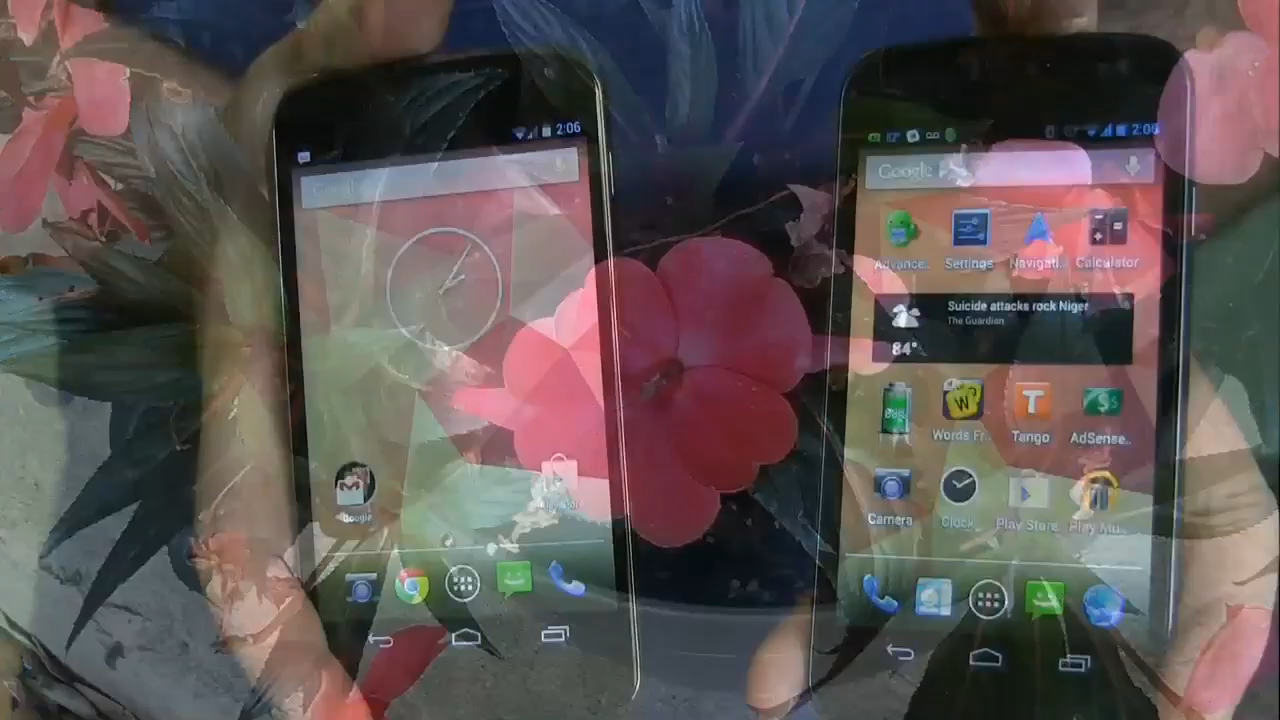 2:06
Google
2:06
Google
Advance..
Settings
Navigati..
Calculator
Suicide attacks rock Niger
The Guardian
84°
Words Fr..
Tango
AdSense..
Camera
Clock
Play Store
Play Mu..